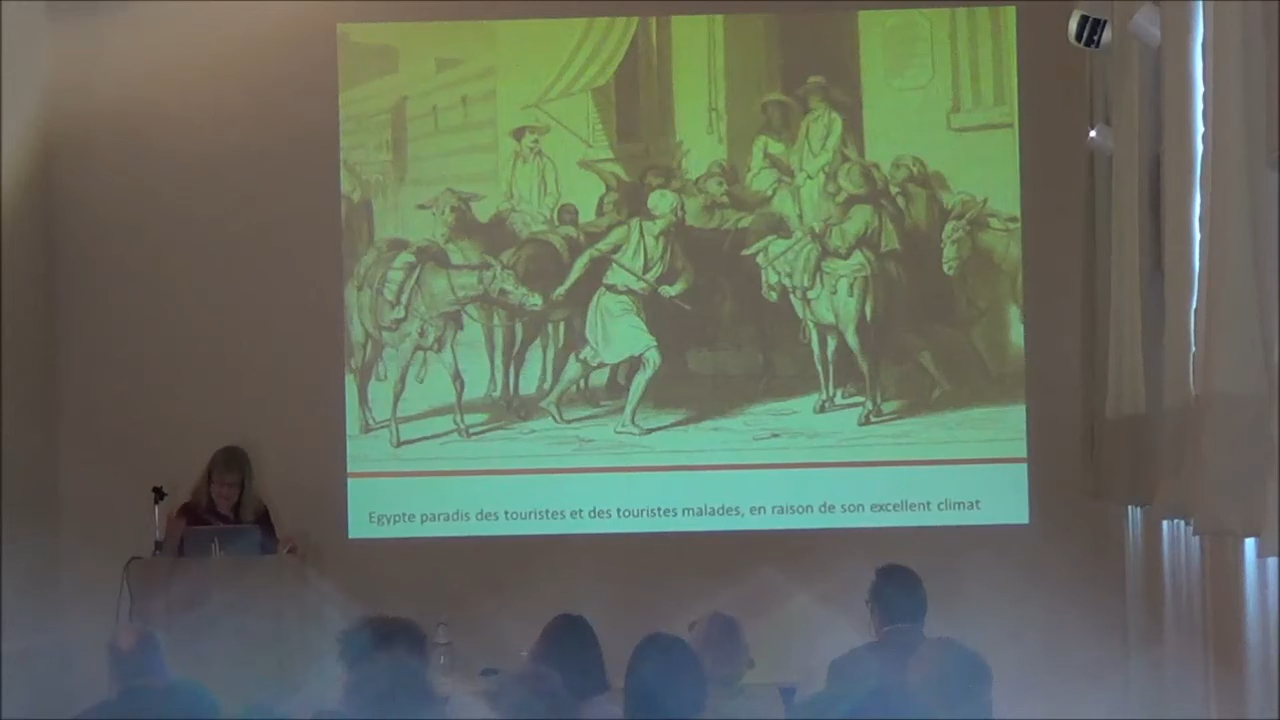 Egypte paradis des touristes et des touristes malades, en raison de son excellent climat